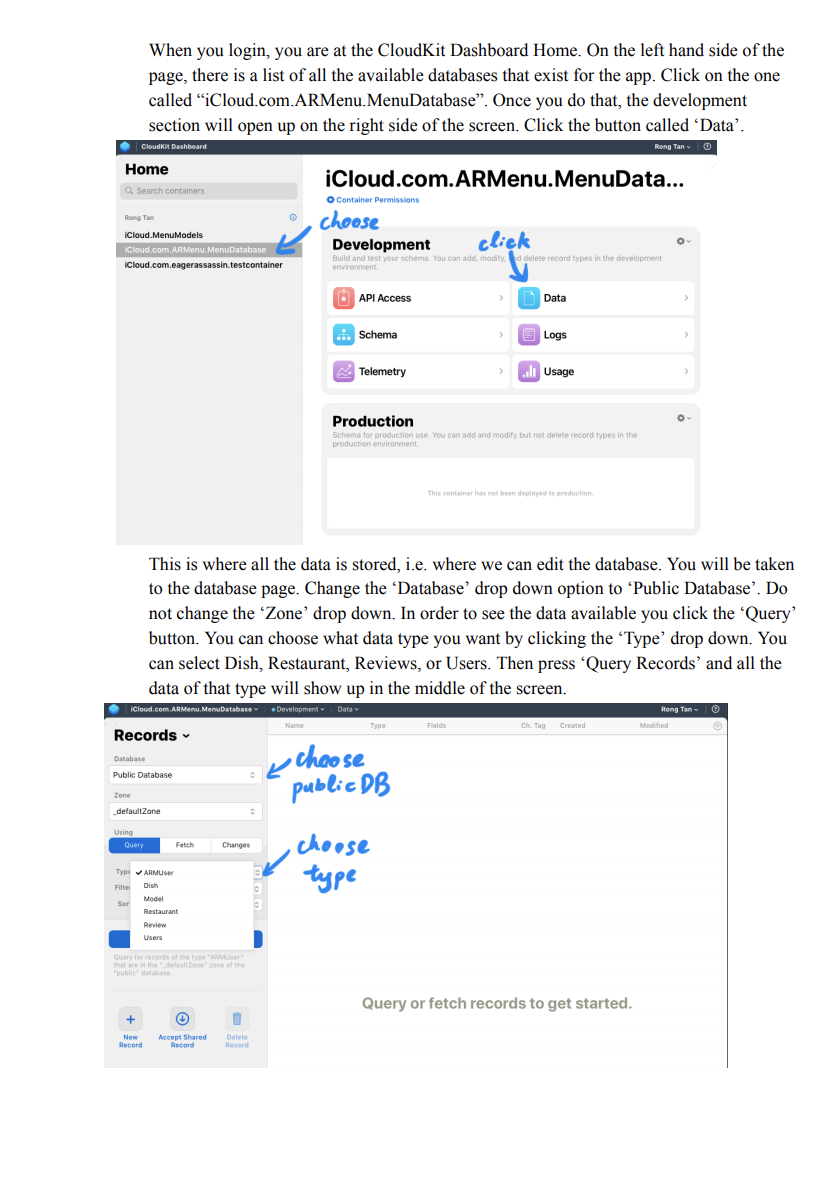 When you login, you are at the CloudKit Dashboard Home. On the left hand side of the
page, there is a list of all the available databases that exist for the app. Click on the one
called “iCloud.com.ARMenu.MenuDatabase”. Once you do that, the development
section will open up on the right side of the screen. Click the button called ‘Data’.
CloudKit Dashboard
Rong Tan
Home
Search containers
Rong Tan
iCloud.MenuModels
iCloud.com.ARMenu.MenuDatabase
iCloud.com.eagerassassin.testcontainer
choose
iCloud.com.ARMenu.MenuData...
Container Permissions
Development
click
Build and test your schema. You can add, modify, and delete record types in the development
environment.
API Access
Data
Schema
Logs
Telemetry
Usage
Production
Schema for production use. You can add and modify but not delete record types in the
production environment.
This container has not been deployed to production.
This is where all the data is stored, i.e. where we can edit the database. You will be taken
to the database page. Change the ‘Database’ drop down option to ‘Public Database’. Do
not change the ‘Zone’ drop down. In order to see the data available you click the ‘Query’
button. You can choose what data type you want by clicking the ‘Type’ drop down. You
can select Dish, Restaurant, Reviews, or Users. Then press ‘Query Records’ and all the
data of that type will show up in the middle of the screen.
iCloud.com.ARMenu.MenuDatabase Development Data
Rong Tan
Name Type Fields Ch. Tag Created Modified
Records
Database
Public Database
choose
public DB
Zone
_defaultZone
Using
Query Fetch Changes
choose
type
Type
ARMUser
Dish
Model
Restaurant
Review
Users
Query for records of the type "ARMUser"
that are in the "_defaultZone" zone of the
"public" database.
New
Record
Accept Shared
Record
Delete
Record
Query or fetch records to get started.